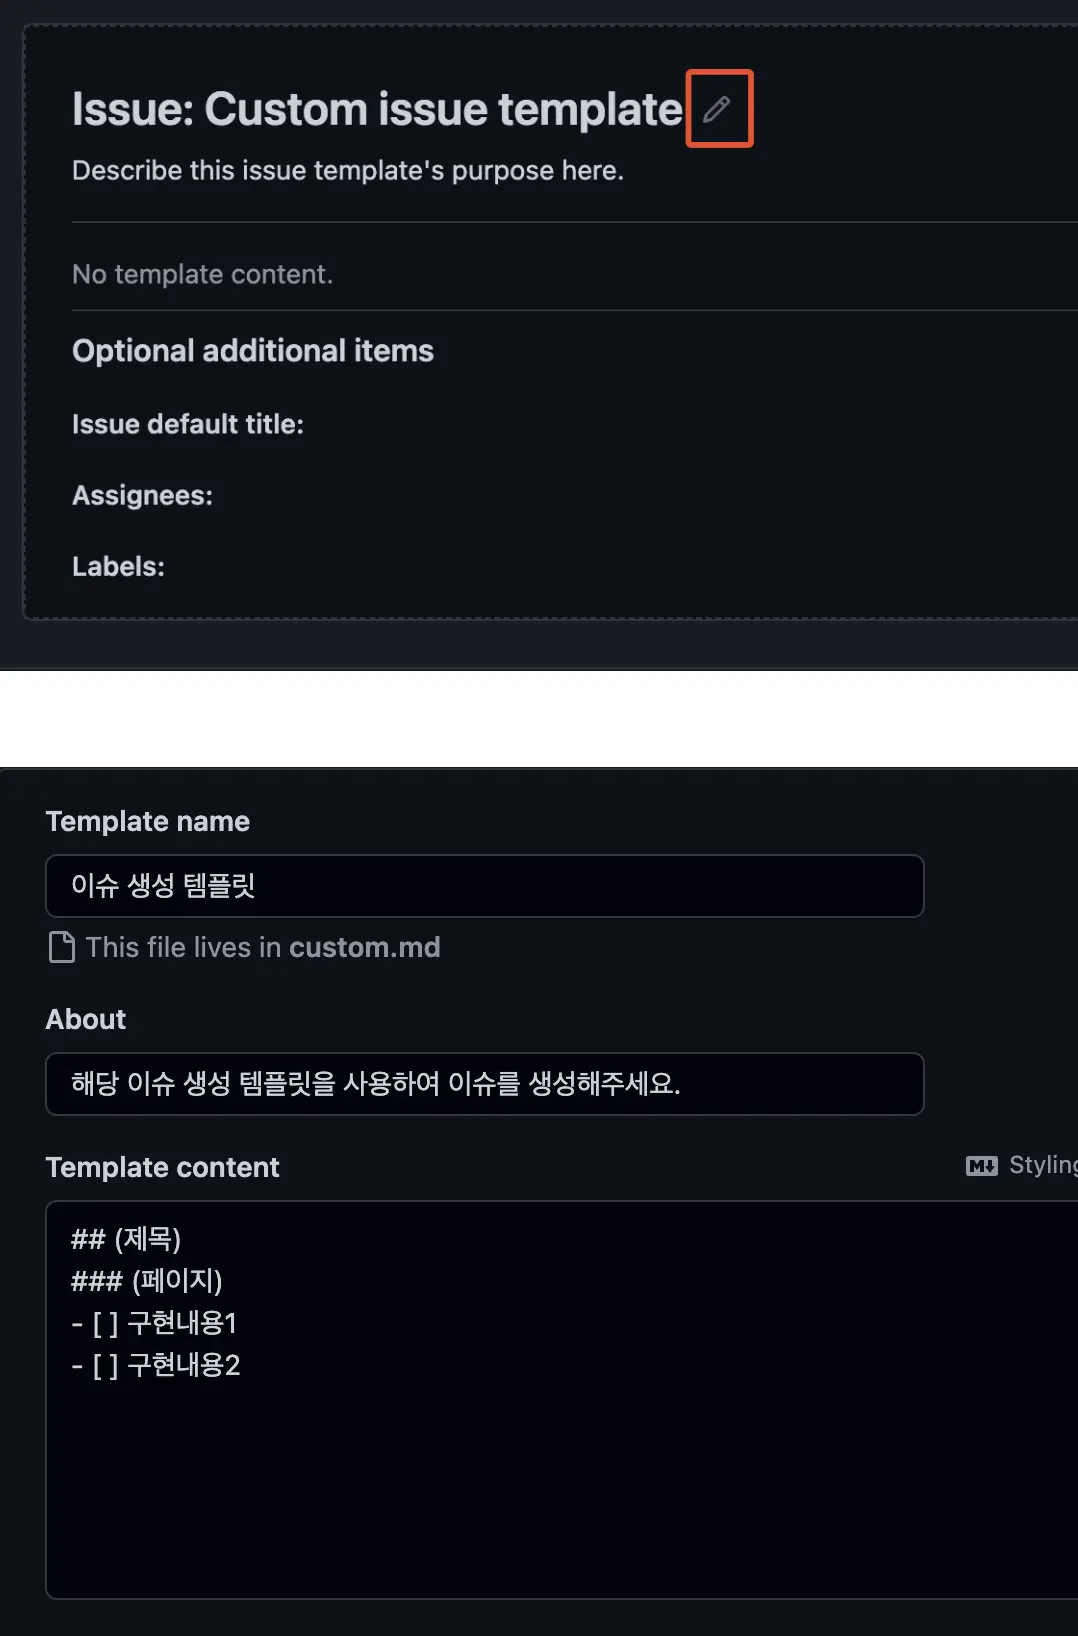 Issue: Custom issue template
Describe this issue template's purpose here.
No template content.
Optional additional items
Issue default title:
Assignees:
Labels:
Template name
이슈 생성 템플릿
This file lives in custom.md
About
해당 이슈 생성 템플릿을 사용하여 이슈를 생성해주세요.
Template content
M↓ Styling
## (제목)
### (페이지)
- [ ] 구현내용1
- [ ] 구현내용2